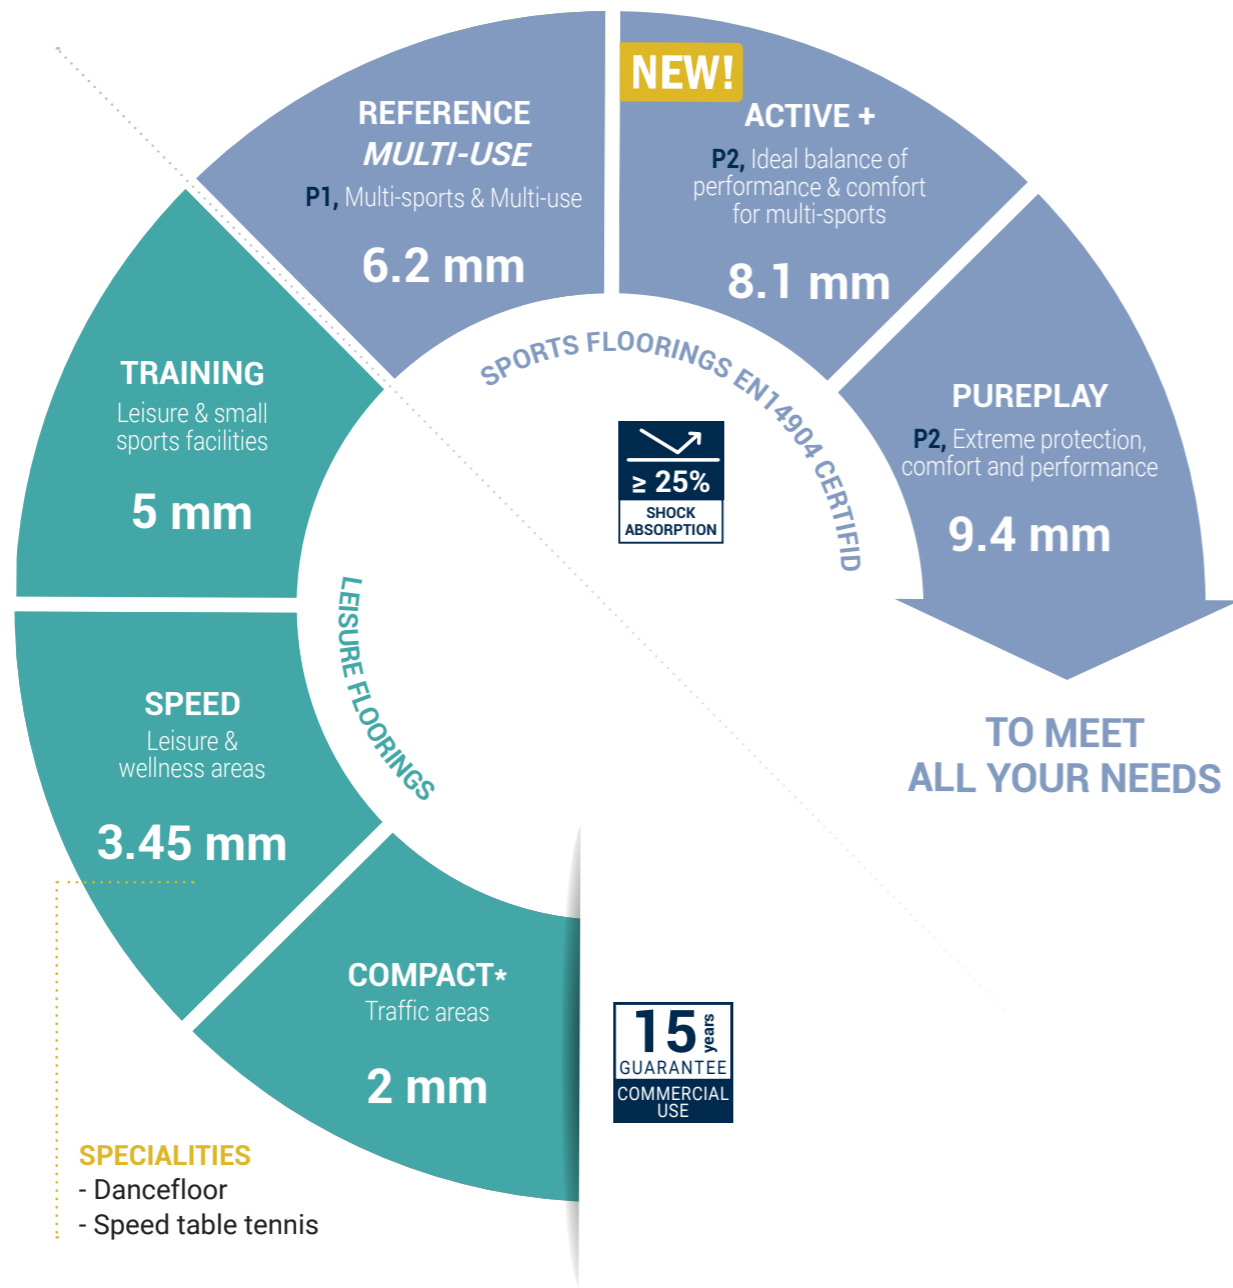 NEW!
REFERENCE
MULTI-USE
P1, Multi-sports & Multi-use
6.2 mm
ACTIVE +
P2, Ideal balance of
performance & comfort
for multi-sports
8.1 mm
PUREPLAY
P2, Extreme protection,
comfort and performance
9.4 mm
TRAINING
Leisure & small
sports facilities
5 mm
SPORTS FLOORINGS EN14904 CERTIFID
≥ 25%
SHOCK
ABSORPTION
LEISURE FLOORINGS
SPEED
Leisure &
wellness areas
3.45 mm
TO MEET
ALL YOUR NEEDS
COMPACT*
Traffic areas
2 mm
15 years
GUARANTEE
COMMERCIAL
USE
SPECIALITIES
- Dancefloor
- Speed table tennis